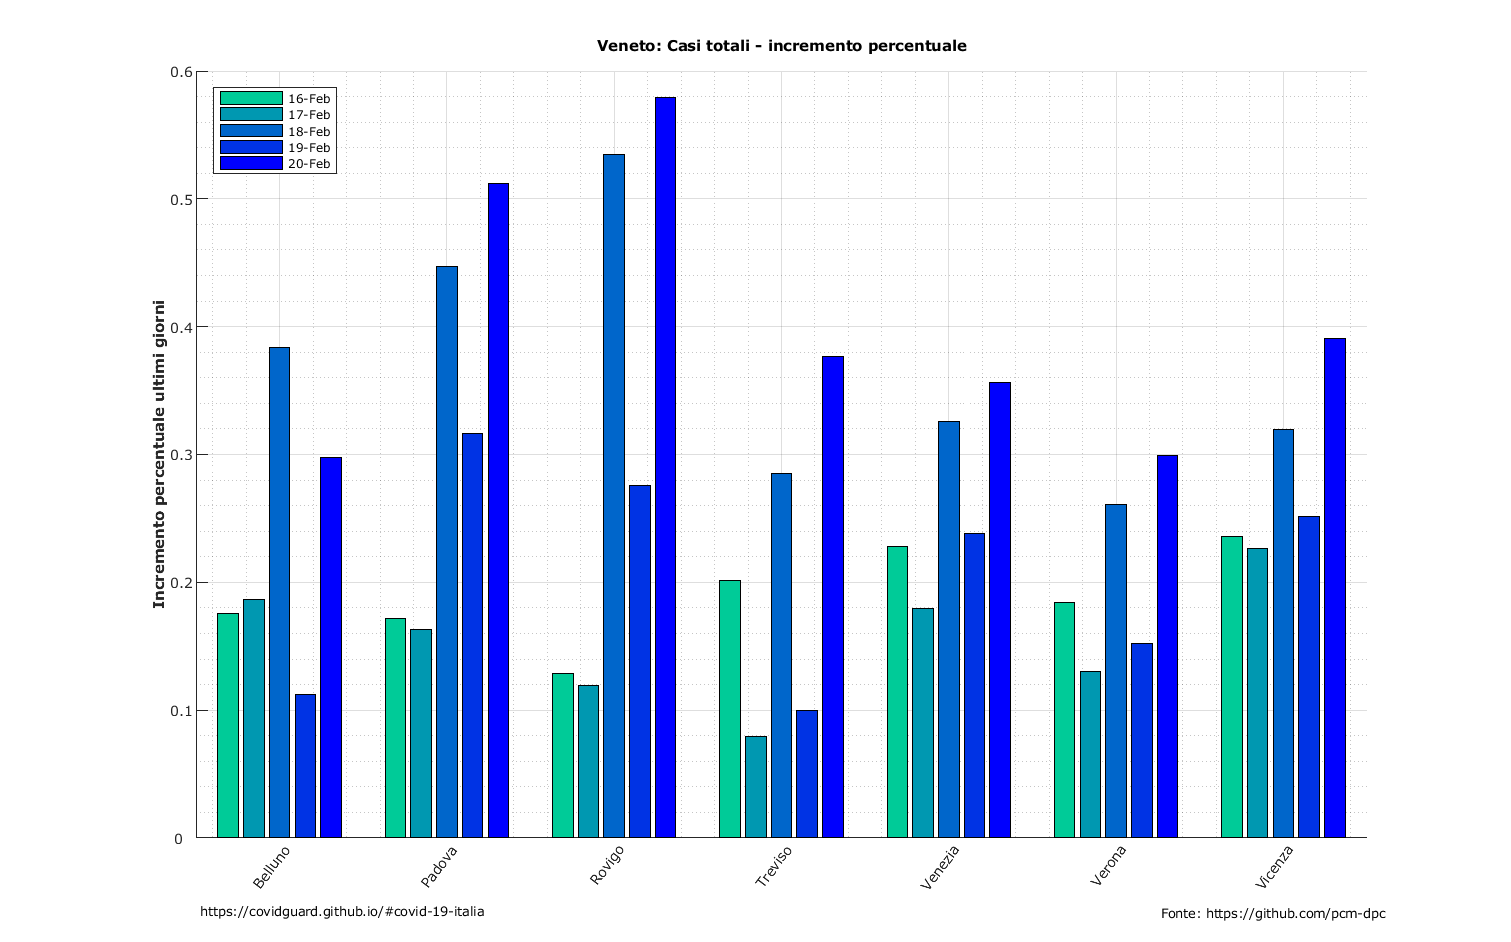 Veneto: Casi totali - incremento percentuale
0.6
0.5
0.4
0.3
0.2
0.1
0
Incremento percentuale ultimi giorni
16-Feb
17-Feb
18-Feb
19-Feb
20-Feb
Belluno
Padova
Rovigo
Treviso
Venezia
Verona
Vicenza
https://covidguard.github.io/#covid-19-italia
Fonte: https://github.com/pcm-dpc